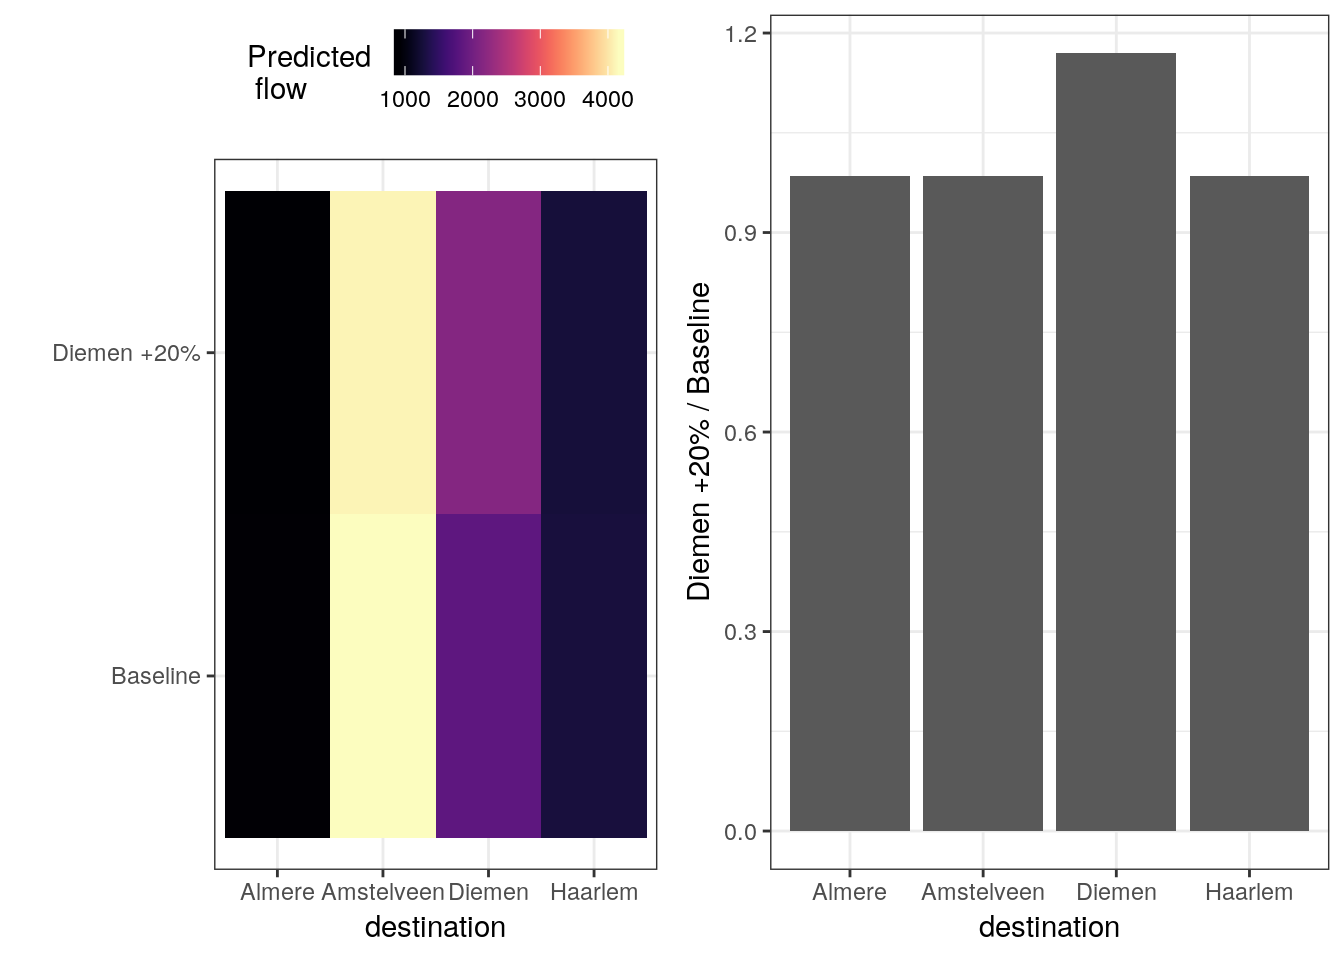 Predicted
flow
1000 2000 3000 4000
Diemen +20%
Baseline
Almere Amstelveen Diemen Haarlem
destination
Diemen +20% / Baseline
1.2
0.9
0.6
0.3
0.0
Almere Amstelveen Diemen Haarlem
destination